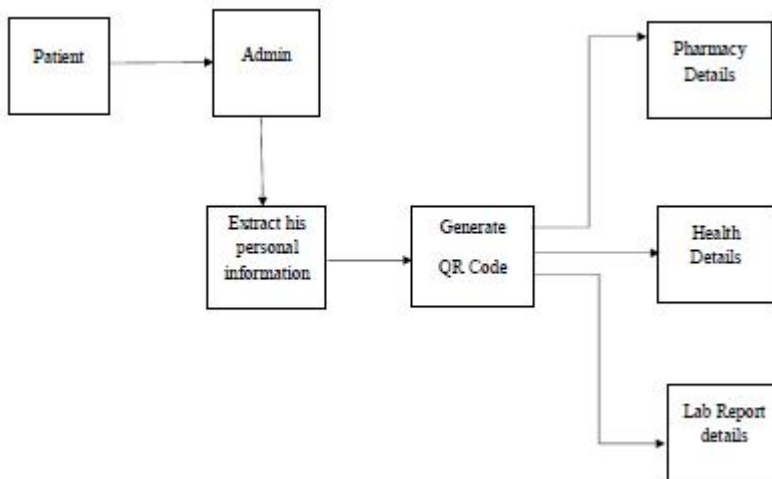 Patient
Admin
Pharmacy
Details
Extract his
personal
information
Generate
QR Code
Health
Details
Lab Report
details